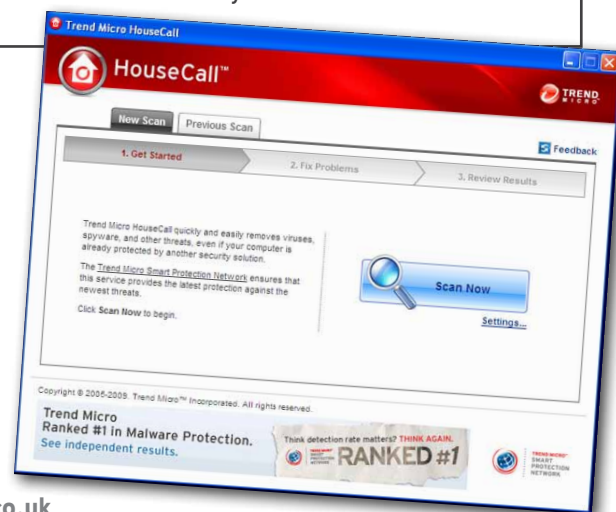 Trend Micro HouseCall
HouseCall™
TREND MICRO
New Scan
Previous Scan
Feedback
1. Get Started
2. Fix Problems
3. Review Results
Trend Micro HouseCall quickly and easily removes viruses,
spyware, and other threats, even if your computer is
already protected by another security solution.
The Trend Micro Smart Protection Network ensures that
this service provides the latest protection against the
newest threats.
Click Scan Now to begin.
Scan Now
Settings...
Copyright © 2005-2009. Trend Micro™ Incorporated. All rights reserved.
Trend Micro
Ranked #1 in Malware Protection.
See independent results.
Think detection rate matters? THINK AGAIN.
RANKED #1
TREND MICRO™
SMART
PROTECTION
NETWORK
co.uk